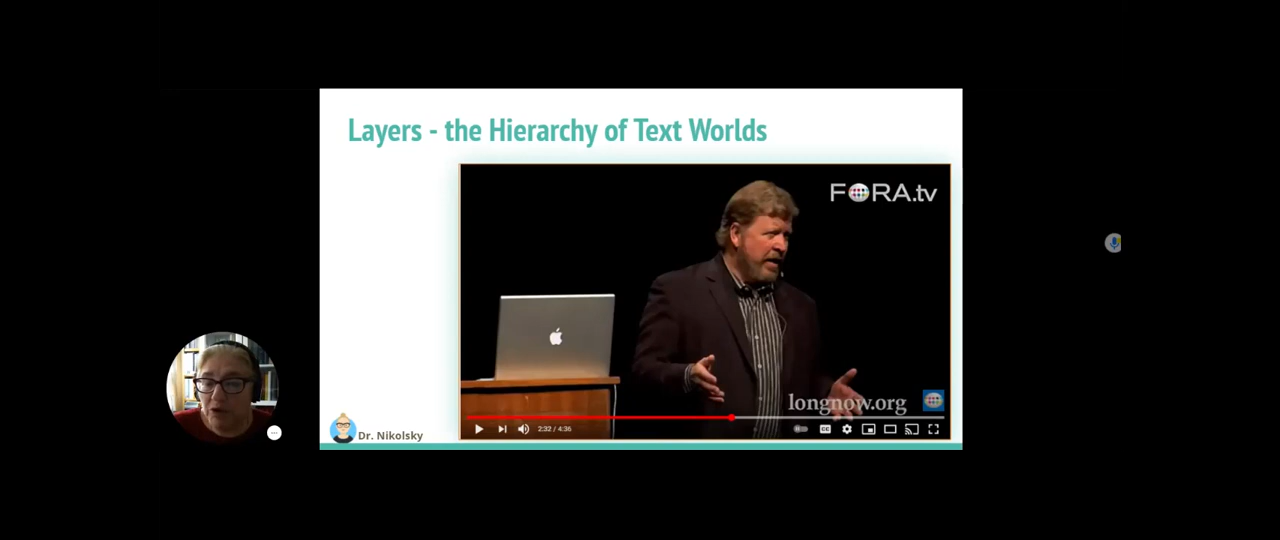 Layers - the Hierarchy of Text Worlds
FORA.tv
longnow.org
2:32 / 4:36
Dr. Nikolsky